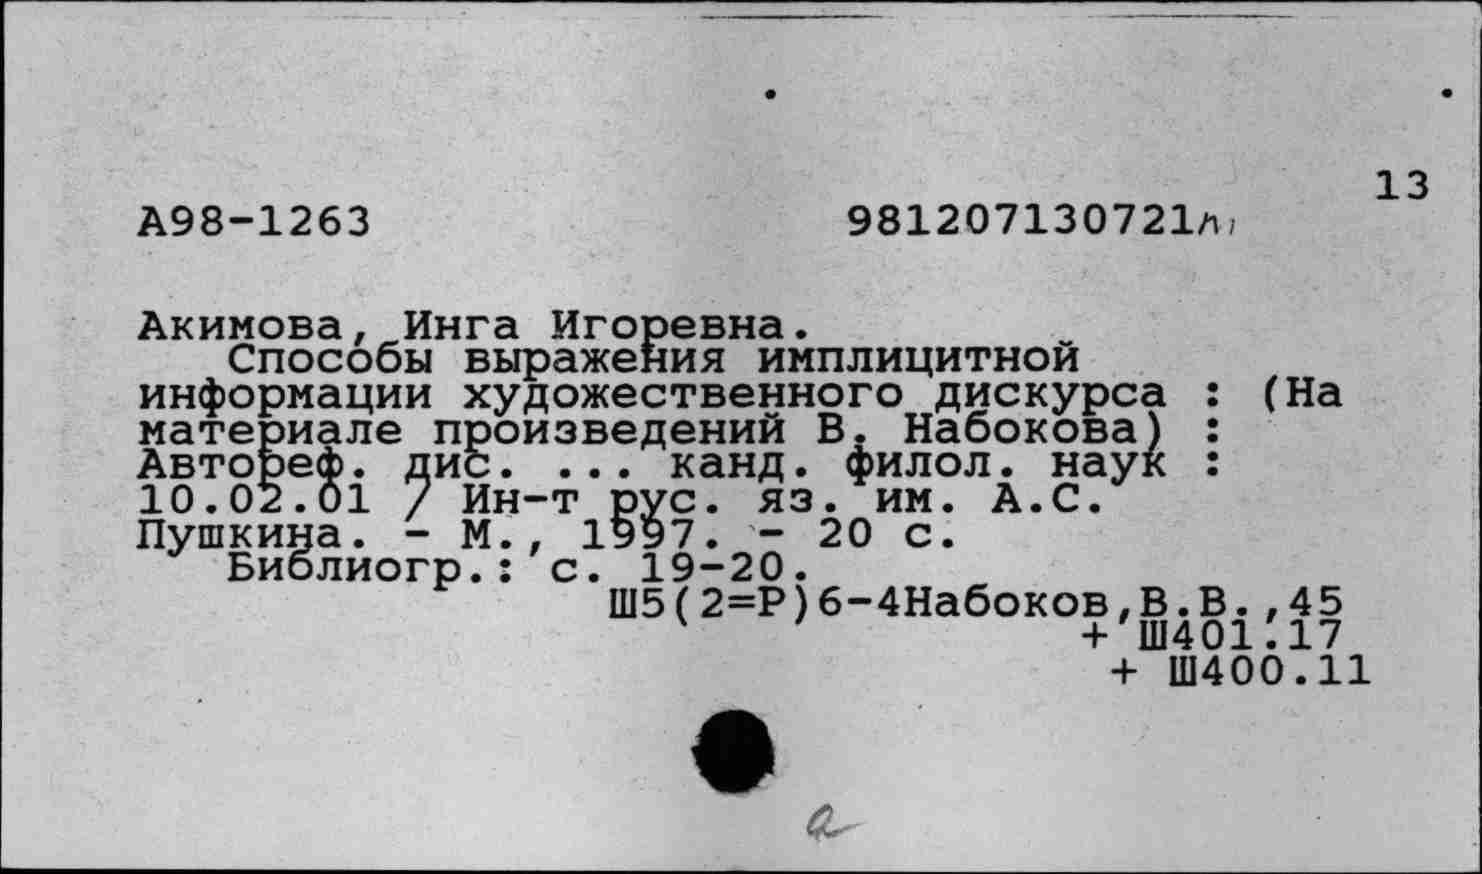 13
А98-1263 981207130721л
Акимова, Инга Игоревна.
Способы выражения имплицитной
информации художественного дискурса : (На
материале произведений В. Набокова) :
Автореф. дис. ... канд. филол. наук :
10.02.01 / Ин-т рус. яз. им. А.С.
Пушкина. - М., 1997. - 20 с.
Библиогр.: с. 19-20.
Ш5(2=Р)6-4Набоков,В.В.,45
+ Ш401.17
+ Ш400.11
а